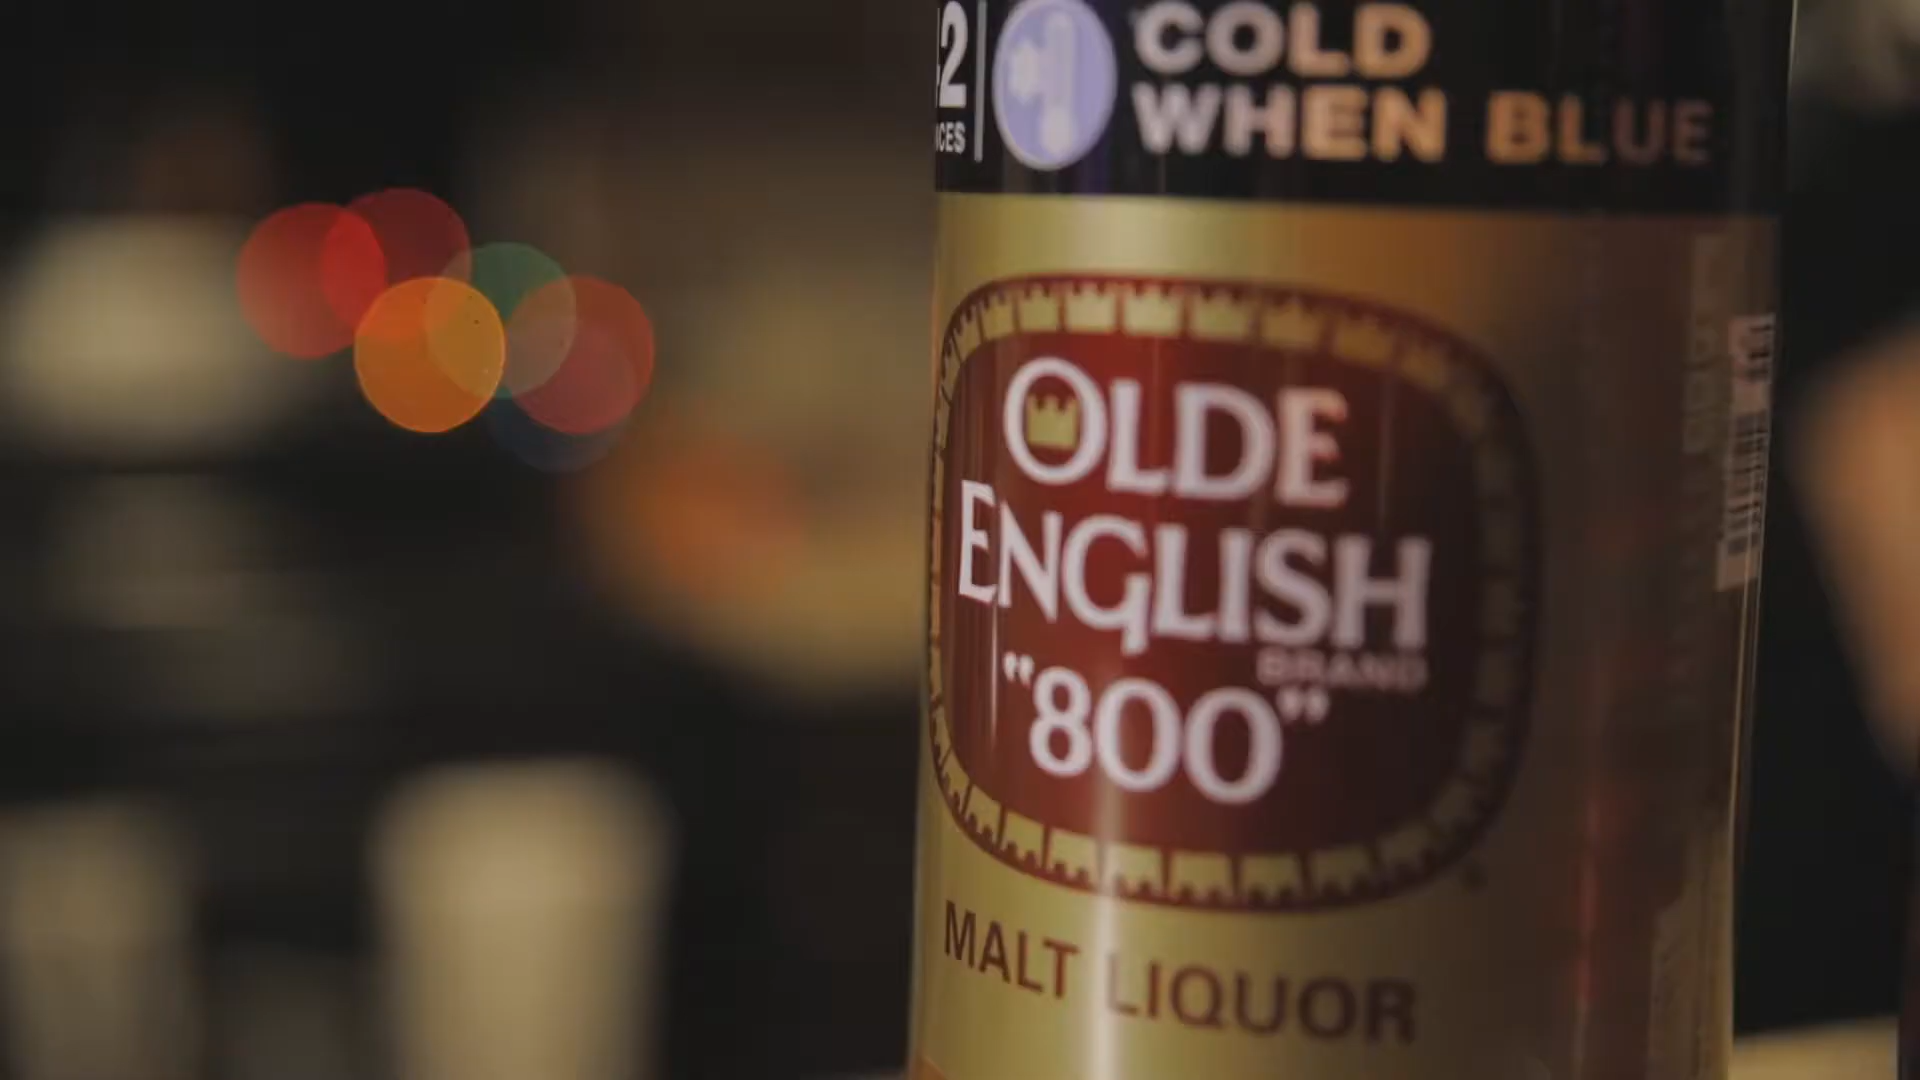 COLD
WHEN BLUE
OLDE
ENGLISH
BRAND
"800"
MALT LIQUOR